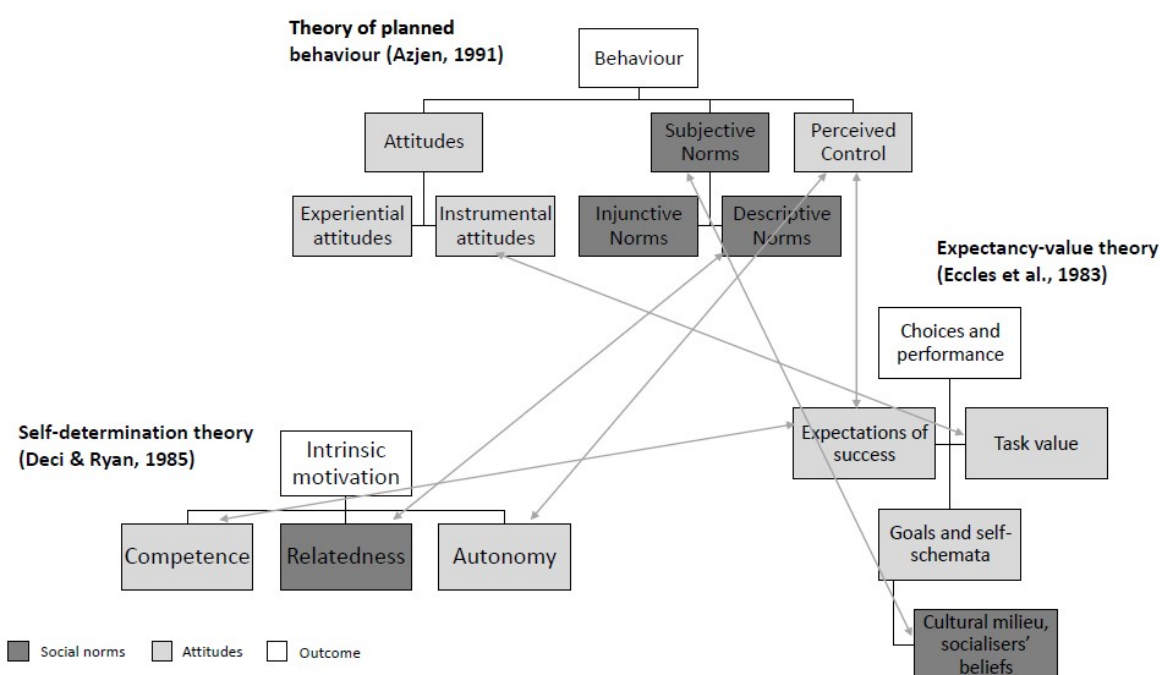 Theory of planned
behaviour (Azjen, 1991)
Behaviour
Attitudes
Subjective
Norms
Perceived
Control
Experiential
attitudes
Instrumental
attitudes
Injunctive
Norms
Descriptive
Norms
Expectancy-value theory
(Eccles et al., 1983)
Choices and
performance
Expectations of
success
Task value
Goals and self-
schemata
Cultural milieu,
socialisers'
beliefs
Self-determination theory
(Deci & Ryan, 1985)
Intrinsic
motivation
Competence
Relatedness
Autonomy
Social norms
Attitudes
Outcome